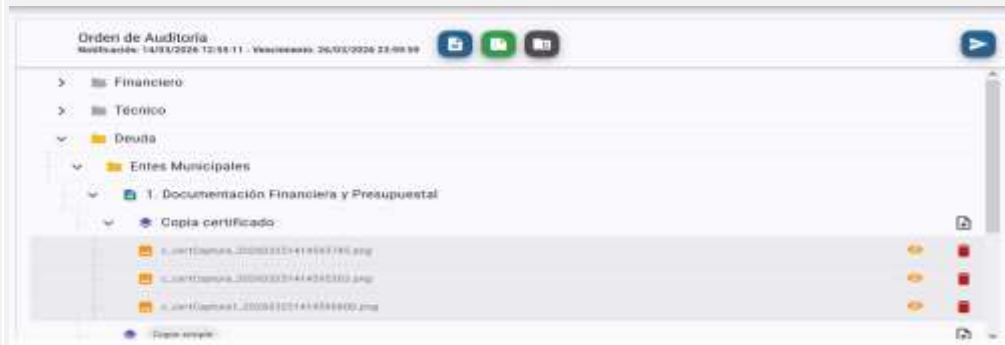 Orden de Auditoría
Notificación: 14/03/2026 12:55:11 - Vencimiento: 26/03/2026 23:59:59
Financiero
Técnico
Deuda
Entes Municipales
1. Documentación Financiera y Presupuestal
Copia certificado
Copia simple